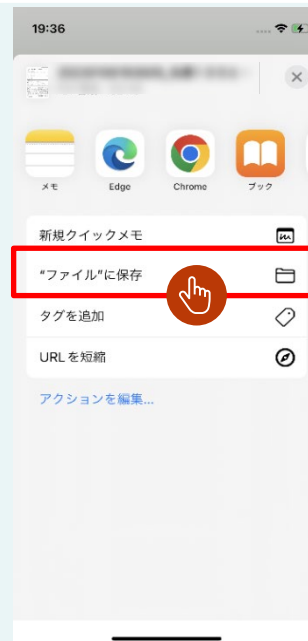 19:36
メモ
Edge
Chrome
ブック
新規クイックメモ
“ファイル”に保存
タグを追加
URLを短縮
アクションを編集...